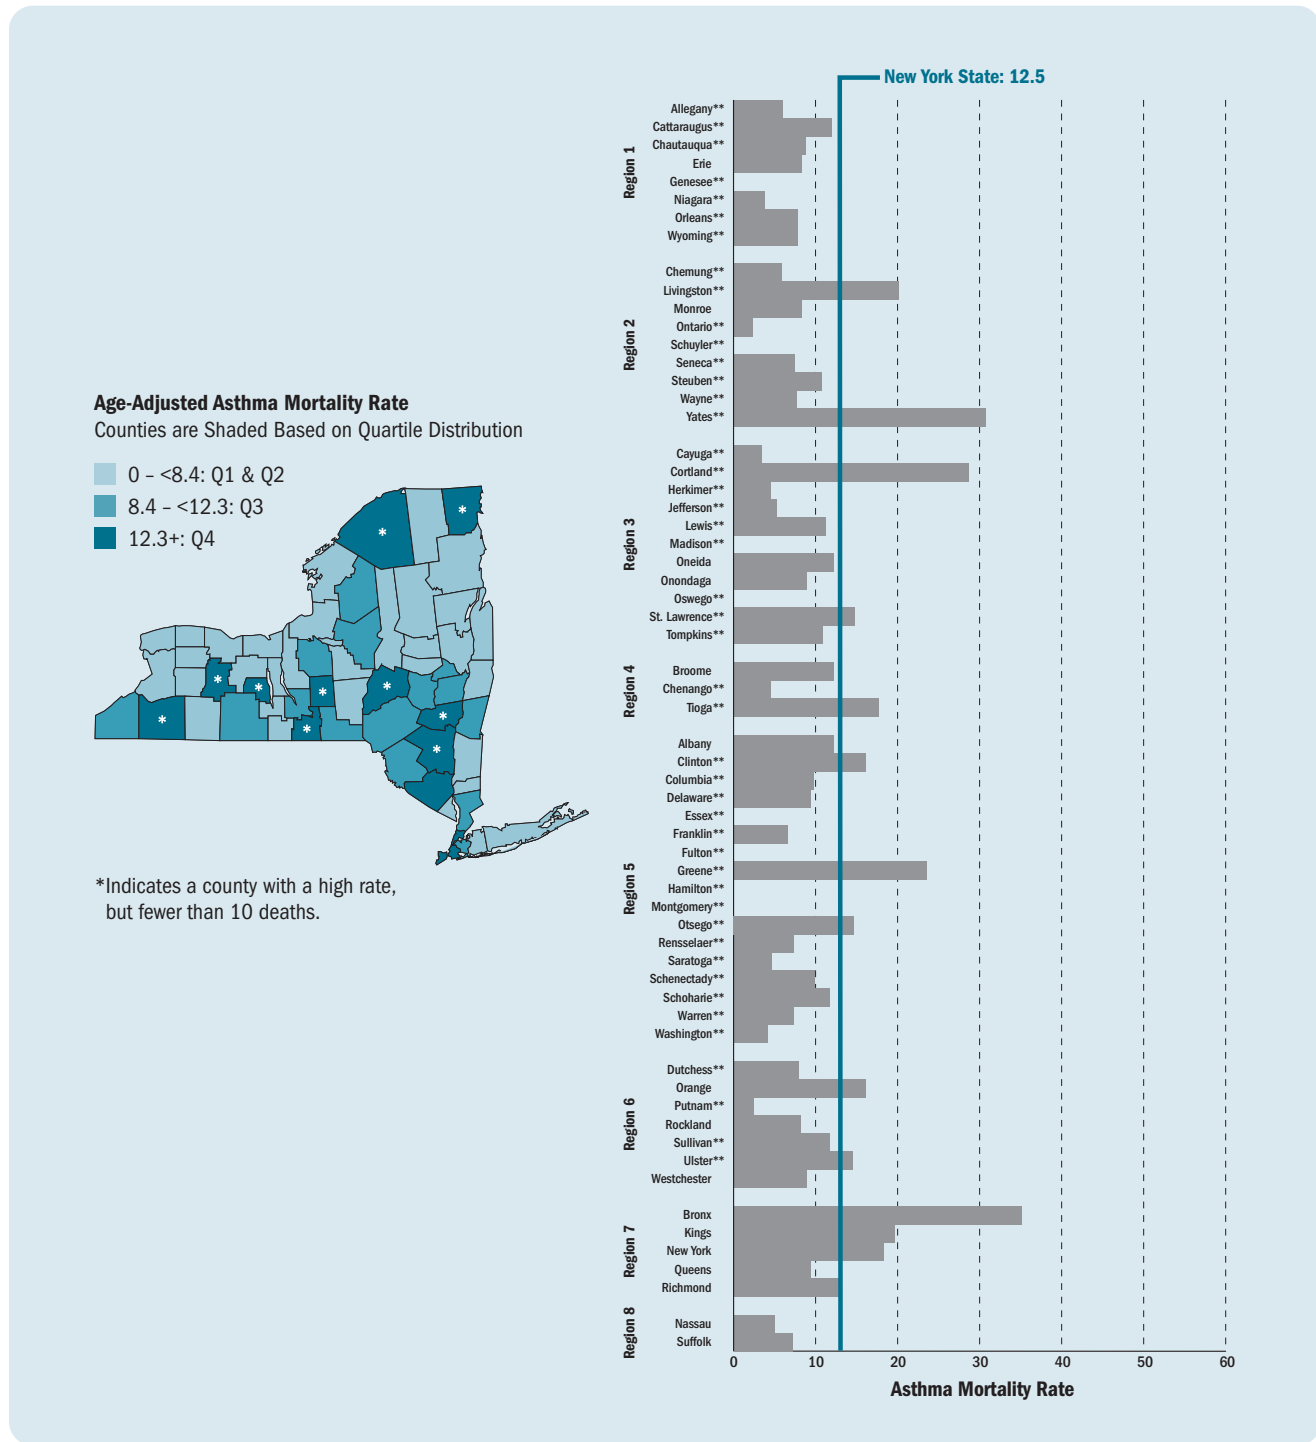 New York State: 12.5
Age-Adjusted Asthma Mortality Rate
Counties are Shaded Based on Quartile Distribution
0 – <8.4: Q1 & Q2
8.4 – <12.3: Q3
12.3+: Q4
*
*
*
*
*
*
*
*
*
*
*Indicates a county with a high rate,
but fewer than 10 deaths.
Region 1
Allegany**
Cattaraugus**
Chautauqua**
Erie
Genesee**
Niagara**
Orleans**
Wyoming**
Region 2
Chemung**
Livingston**
Monroe
Ontario**
Schuyler**
Seneca**
Steuben**
Wayne**
Yates**
Region 3
Cayuga**
Cortland**
Herkimer**
Jefferson**
Lewis**
Madison**
Oneida
Onondaga
Oswego**
St. Lawrence**
Tompkins**
Region 4
Broome
Chenango**
Tioga**
Region 5
Albany
Clinton**
Columbia**
Delaware**
Essex**
Franklin**
Fulton**
Greene**
Hamilton**
Montgomery**
Otsego**
Rensselaer**
Saratoga**
Schenectady**
Schoharie**
Warren**
Washington**
Region 6
Dutchess**
Orange
Putnam**
Rockland
Sullivan**
Ulster**
Westchester
Region 7
Bronx
Kings
New York
Queens
Richmond
Region 8
Nassau
Suffolk
0 10 20 30 40 50 60
Asthma Mortality Rate